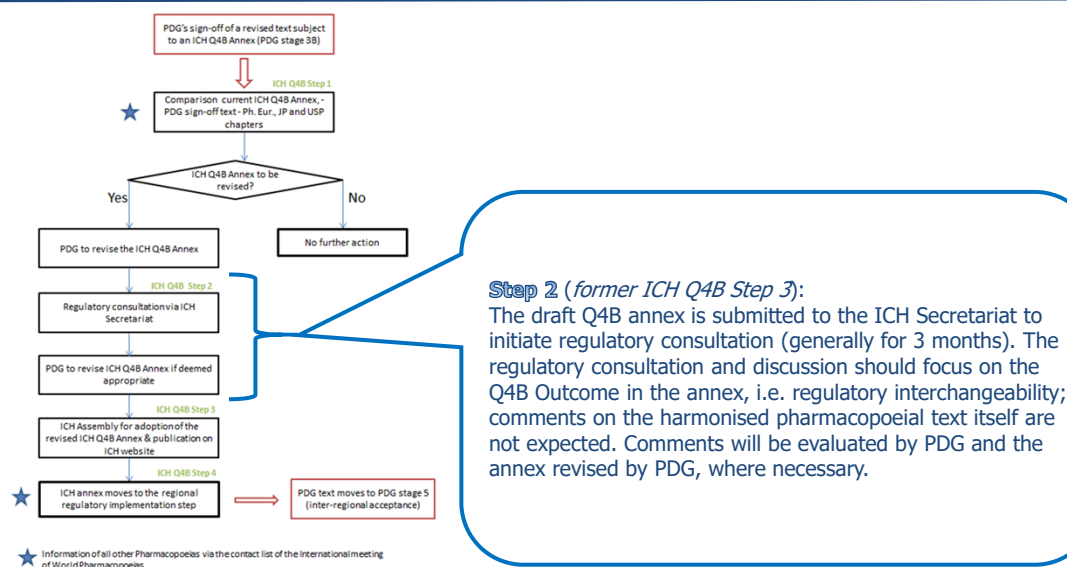 PDG's sign-off of a revised text subject
to an ICH Q4B Annex (PDG stage 3B)
ICH Q4B Step 1
Comparison current ICH Q4B Annex, -
PDG sign-off text - Ph. Eur., JP and USP
chapters
ICH Q4B Annex to be
revised?
Yes
No
PDG to revise the ICH Q4B Annex
No further action
ICH Q4B Step 2
Regulatory consultation via ICH
Secretariat
PDG to revise ICH Q4B Annex if deemed
appropriate
ICH Q4B Step 3
ICH Assembly for adoption of the
revised ICH Q4B Annex & publication on
ICH website
ICH Q4B Step 4
ICH annex moves to the regional
regulatory implementation step
PDG text moves to PDG stage 5
(inter-regional acceptance)
Information of all other Pharmacopoeias via the contact list of the International meeting
of World Pharmacopoeias
Step 2 (former ICH Q4B Step 3):
The draft Q4B annex is submitted to the ICH Secretariat to
initiate regulatory consultation (generally for 3 months). The
regulatory consultation and discussion should focus on the
Q4B Outcome in the annex, i.e. regulatory interchangeability;
comments on the harmonised pharmacopoeial text itself are
not expected. Comments will be evaluated by PDG and the
annex revised by PDG, where necessary.